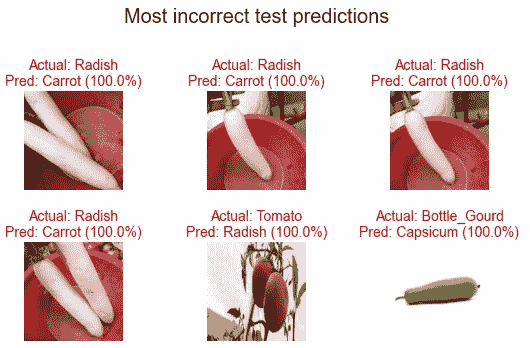 Most incorrect test predictions
Actual: Radish
Pred: Carrot (100.0%)
Actual: Radish
Pred: Carrot (100.0%)
Actual: Radish
Pred: Carrot (100.0%)
Actual: Radish
Pred: Carrot (100.0%)
Actual: Tomato
Pred: Radish (100.0%)
Actual: Bottle_Gourd
Pred: Capsicum (100.0%)